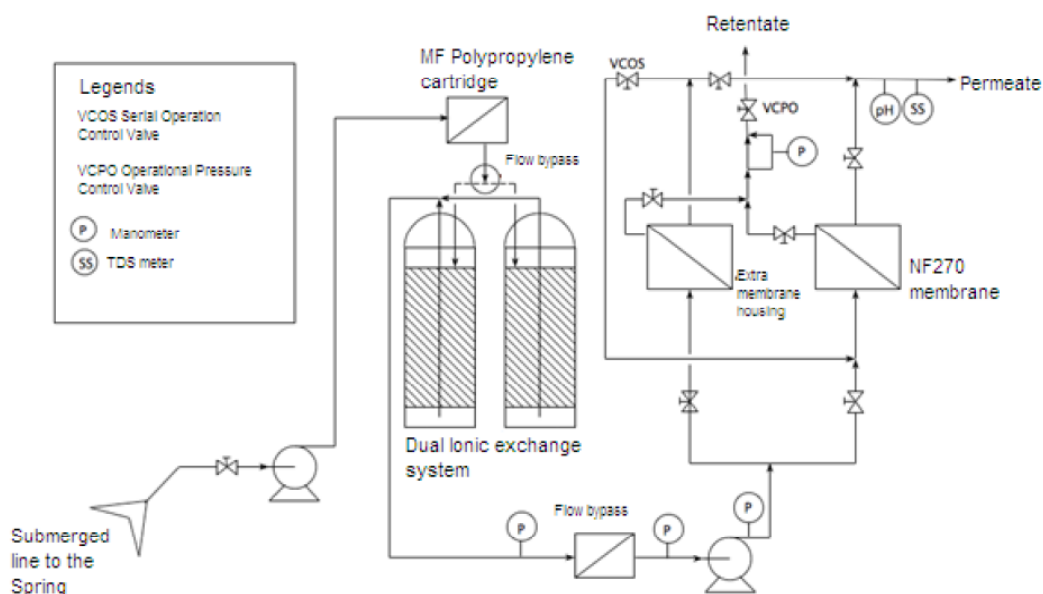 Retentate
MF Polypropylene
cartridge
VCOS
Permeate
Legends
VCOS Serial Operation
Control Valve
VCPO Operational Pressure
Control Valve
P Manometer
SS TDS meter
VCPO
pH
SS
P
Flow bypass
NF270
membrane
Extra
membrane
housing
Dual Ionic exchange
system
Submerged
line to the
Spring
Flow bypass
P
P
P